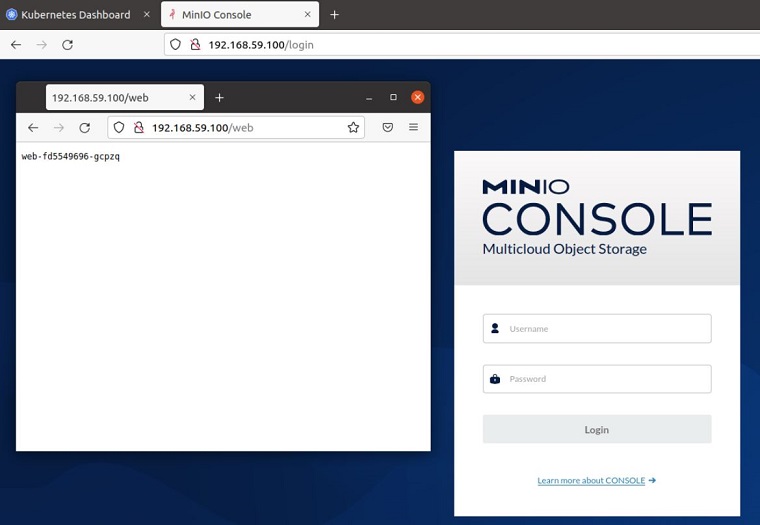 Kubernetes Dashboard
MinIO Console
192.168.59.100/login
192.168.59.100/web
192.168.59.100/web
web-fd5549696-gcpzq
MINIO
CONSOLE
Multicloud Object Storage
Username
Password
Login
Learn more about CONSOLE